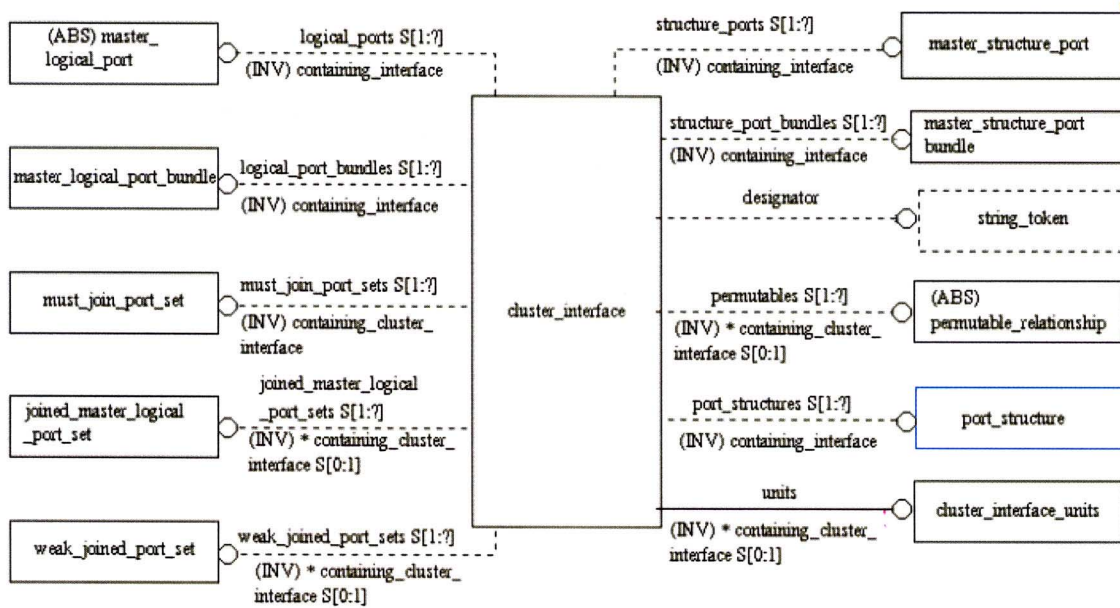 (ABS) master_
logical_port
logical_ports S[1:?]
(INV) containing_interface
structure_ports S[1:?]
(INV) containing_interface
master_structure_port
master_logical_port_bundle
logical_port_bundles S[1:?]
(INV) containing_interface
structure_port_bundles S[1:?]
(INV) containing_interface
master_structure_port
bundle
designator
string_token
must_join_port_set
must_join_port_sets S[1:?]
(INV) containing_cluster_
interface
cluster_interface
permutables S[1:?]
(INV) * containing_cluster_
interface S[0:1]
(ABS)
permutable_relationship
joined_master_logical
_port_set
joined_master_logical
_port_sets S[1:?]
(INV) * containing_cluster_
interface S[0:1]
port_structures S[1:?]
(INV) containing_interface
port_structure
weak_joined_port_set
weak_joined_port_sets S[1:?]
(INV) * containing_cluster_
interface S[0:1]
units
(INV) * containing_cluster_
interface S[0:1]
cluster_interface_units